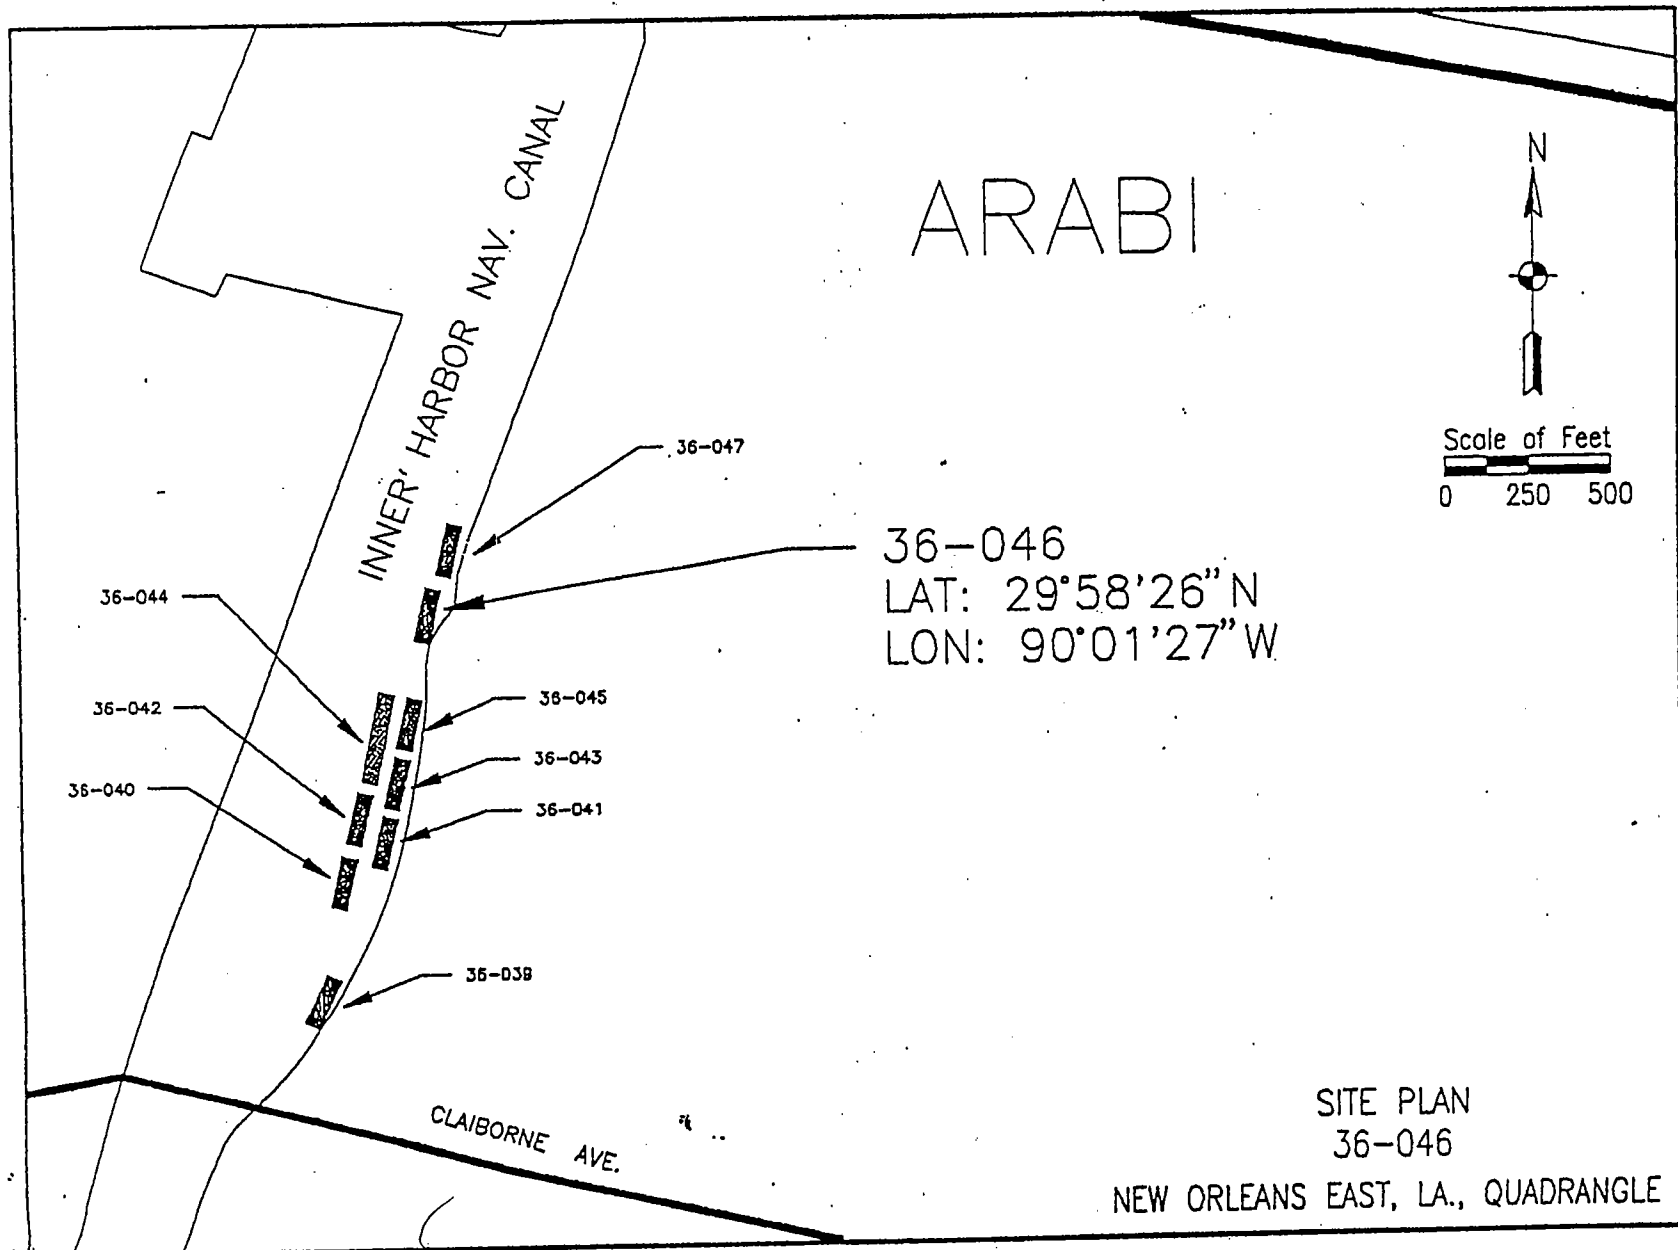 ARABI
N
INNER' HARBOR NAV. CANAL
Scale of Feet
0 250 500
36-047
36-046
LAT: 29°58'26"N
LON: 90°01'27"W
36-044
36-045
36-042
36-043
36-040
36-041
36-039
CLAIBORNE AVE.
SITE PLAN
36-046
NEW ORLEANS EAST, LA., QUADRANGLE